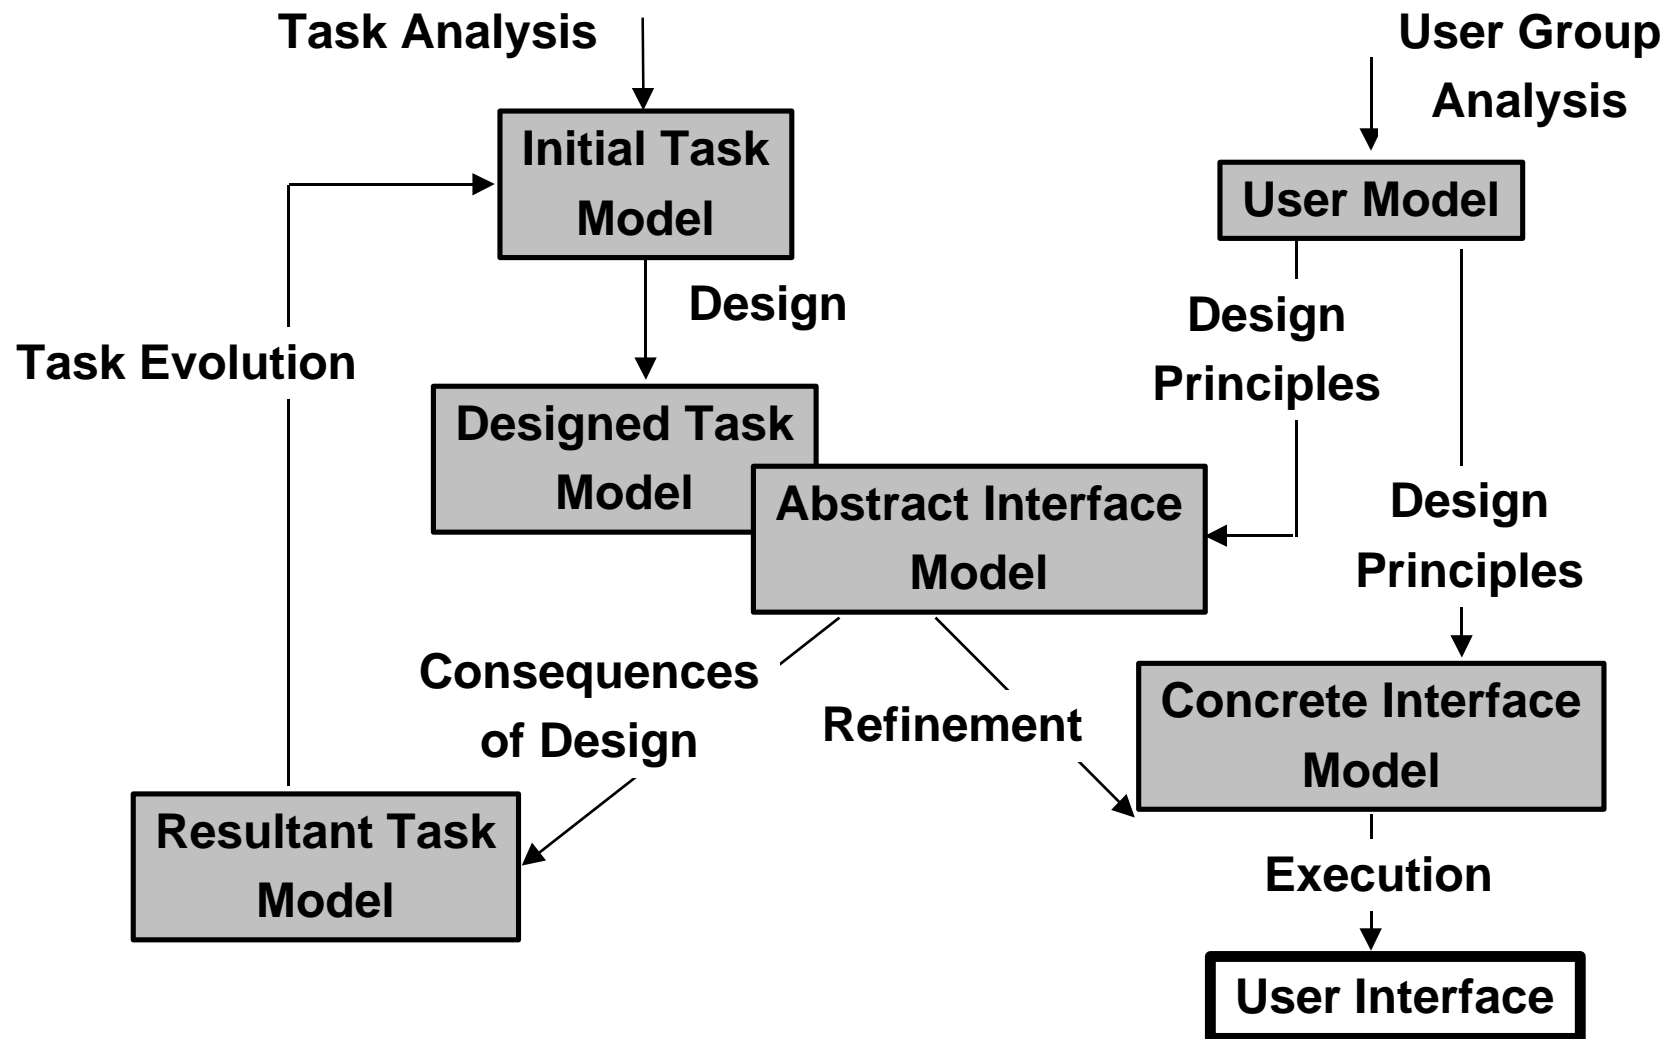 Task Analysis
User Group
Analysis
Initial Task
Model
User Model
Design
Design
Principles
Task Evolution
Designed Task
Model
Abstract Interface
Model
Design
Principles
Consequences
of Design
Refinement
Concrete Interface
Model
Resultant Task
Model
Execution
User Interface